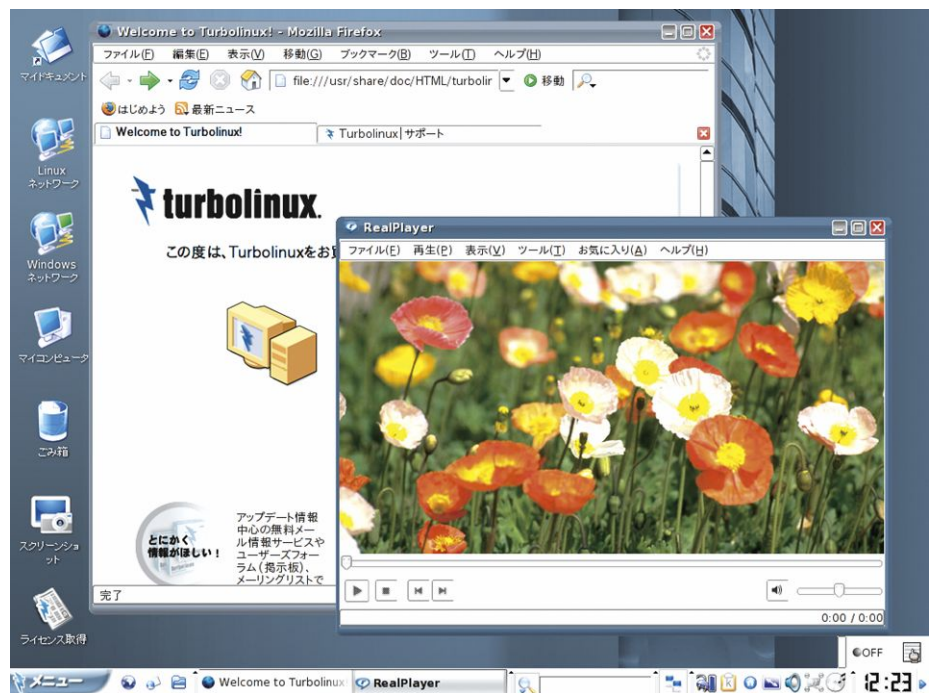 マイドキュメント
Linux
ネットワーク
Windows
ネットワーク
マイコンピュータ
ごみ箱
スクリーンショ
ット
ライセンス取得
Welcome to Turbolinux! - Mozilla Firefox
ファイル(F) 編集(E) 表示(V) 移動(G) ブックマーク(B) ツール(T) ヘルプ(H)
file:///usr/share/doc/HTML/turbolir 移動
はじめよう 最新ニュース
Welcome to Turbolinux! Turbolinux|サポート
turbolinux.
この度は、Turbolinuxをお
とにかく
情報がほしい!
アップデート情報
中心の無料メー
ル情報サービスや
ユーザーズフォー
ラム(掲示板)、
メーリングリストで
完了
RealPlayer
ファイル(F) 再生(P) 表示(V) ツール(T) お気に入り(A) ヘルプ(H)
0:00 / 0:00
OFF
メニュー Welcome to Turbolinux RealPlayer 12:23